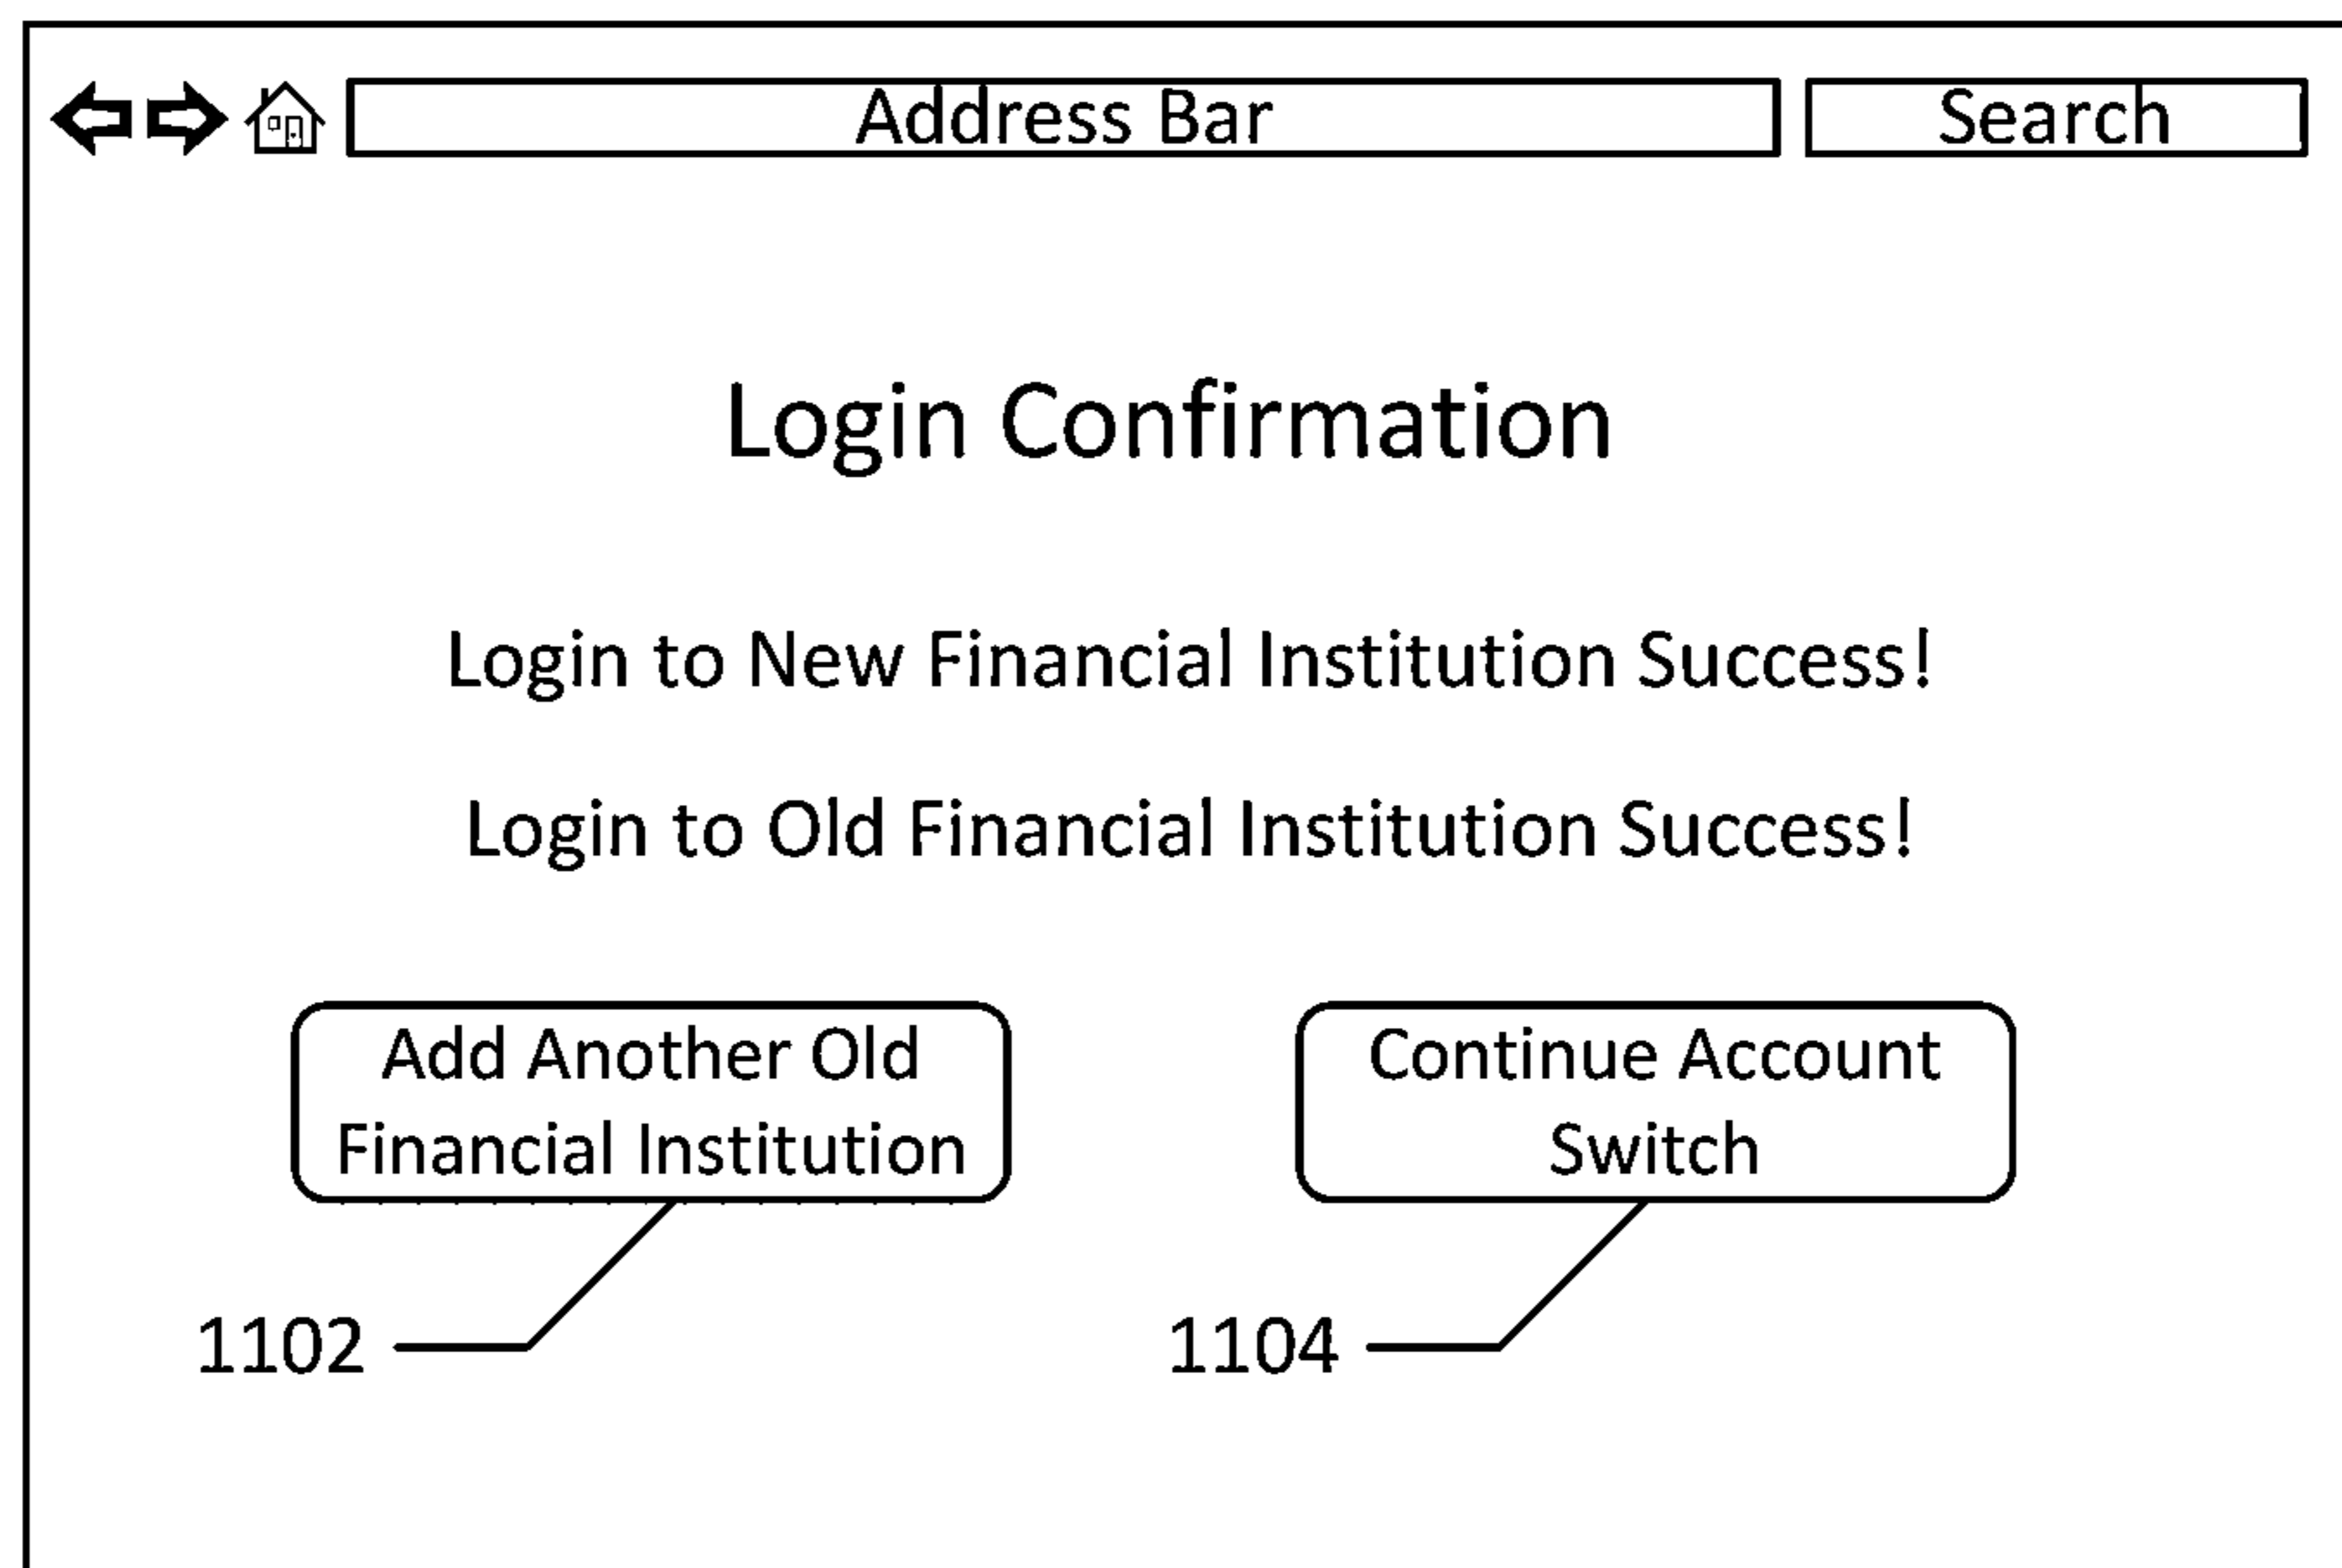 Address Bar
Search
Login Confirmation
Login to New Financial Institution Success!
Login to Old Financial Institution Success!
Add Another Old
Financial Institution
Continue Account
Switch
1102
1104